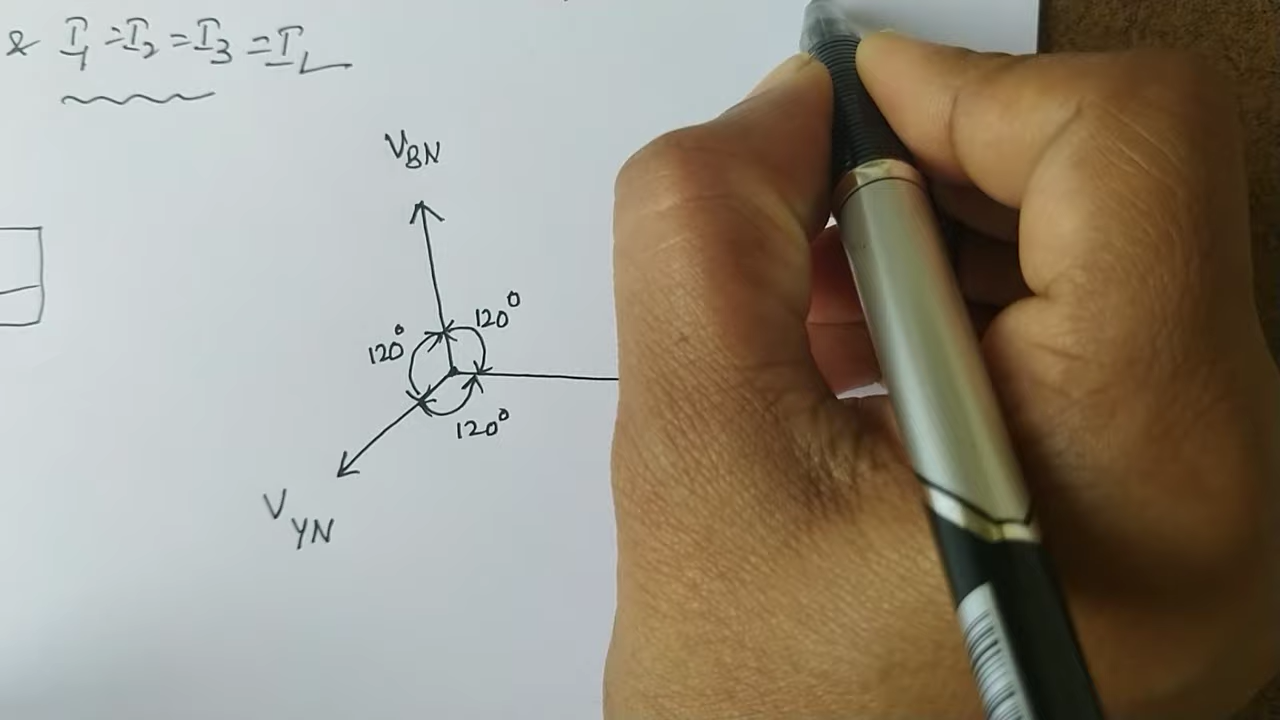 & I1 = I2 = I3 = IL
VBN
120°
120°
120°
VYN